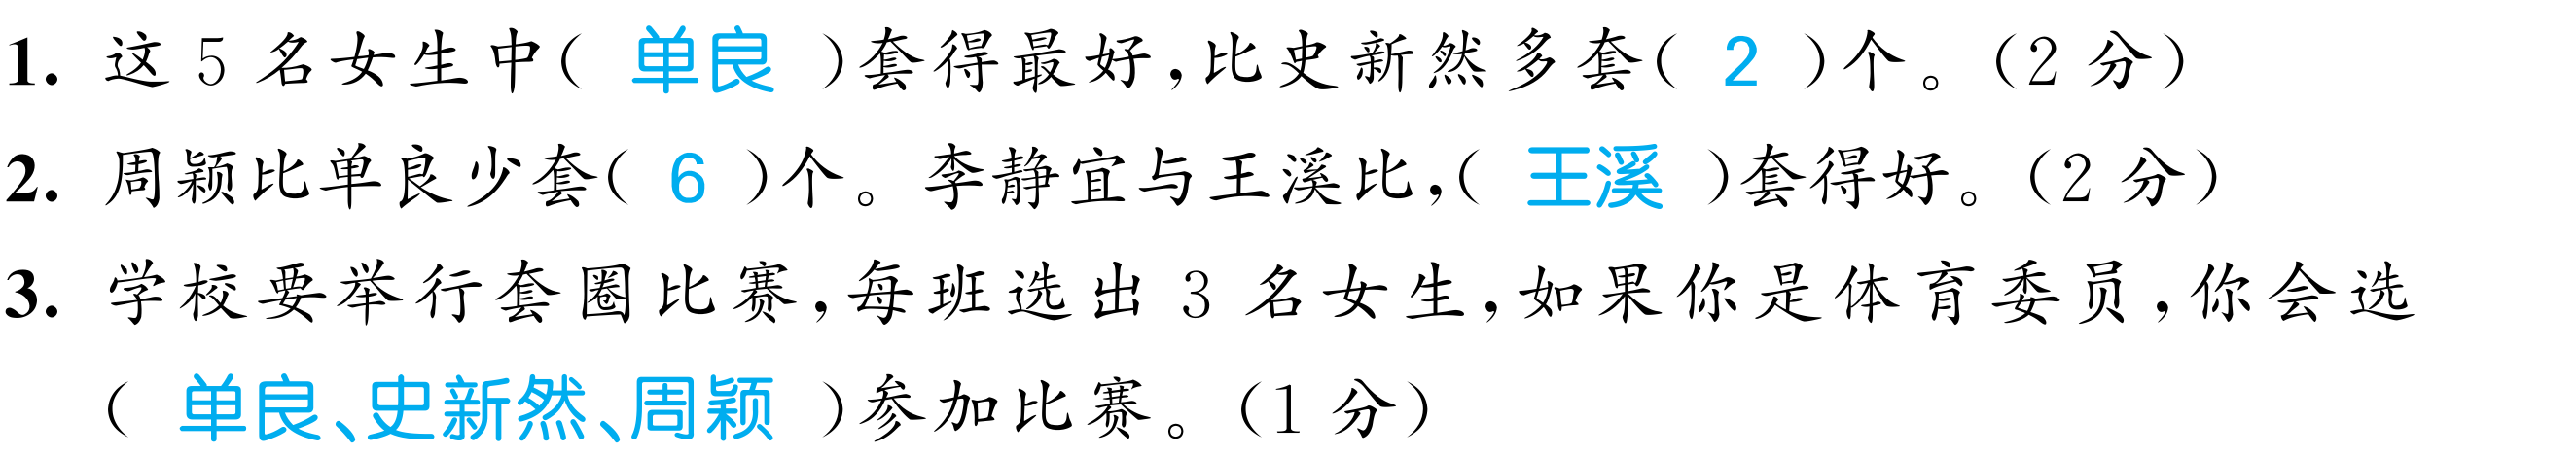 1. 这 5 名女生中( 单良 )套得最好,比史新然多套( 2 )个。(2 分)
2. 周颖比单良少套( 6 )个。李静宜与王溪比,( 王溪 )套得好。(2 分)
3. 学校要举行套圈比赛,每班选出 3 名女生,如果你是体育委员,你会选
( 单良、史新然、周颖 )参加比赛。(1 分)